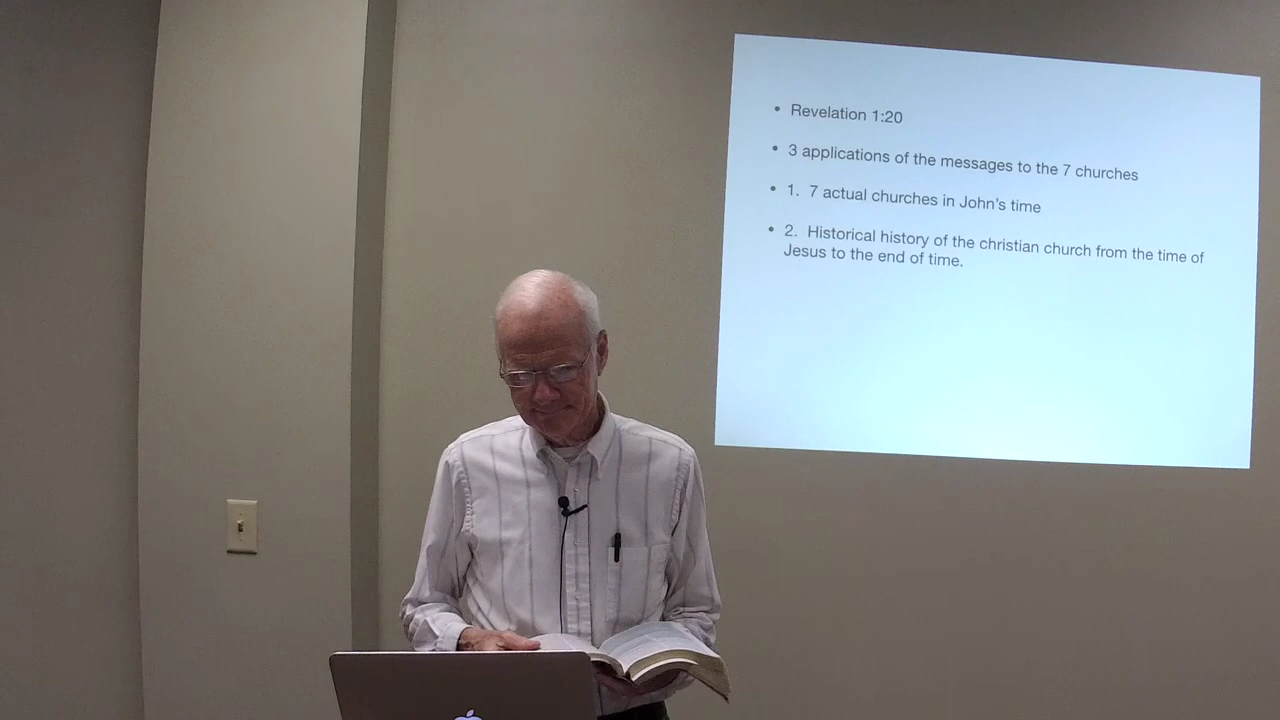 • Revelation 1:20
• 3 applications of the messages to the 7 churches
• 1. 7 actual churches in John's time
• 2. Historical history of the christian church from the time of
Jesus to the end of time.